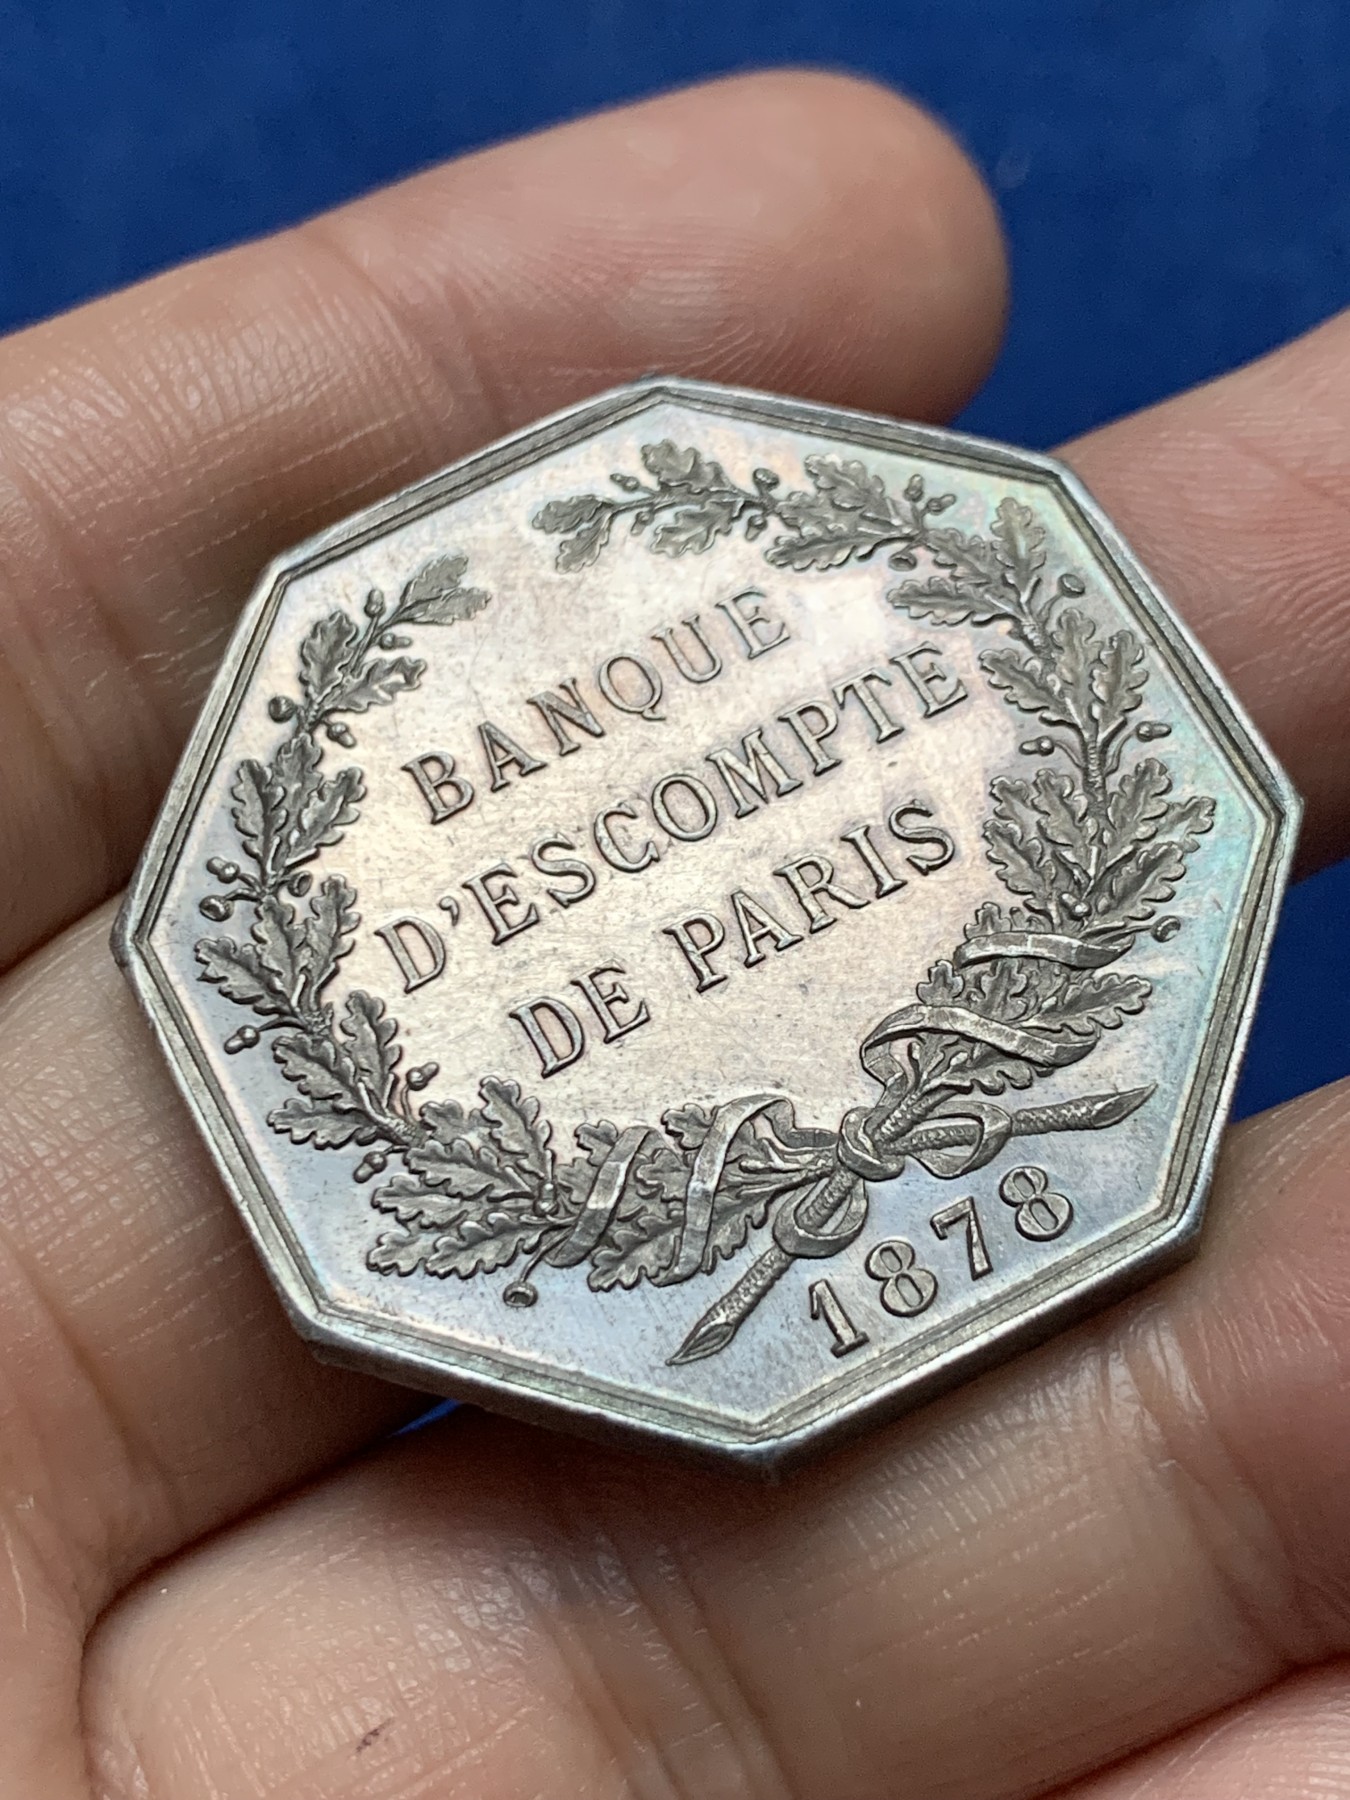 BANQUE
D'ESCOMPTE
DE PARIS
1878